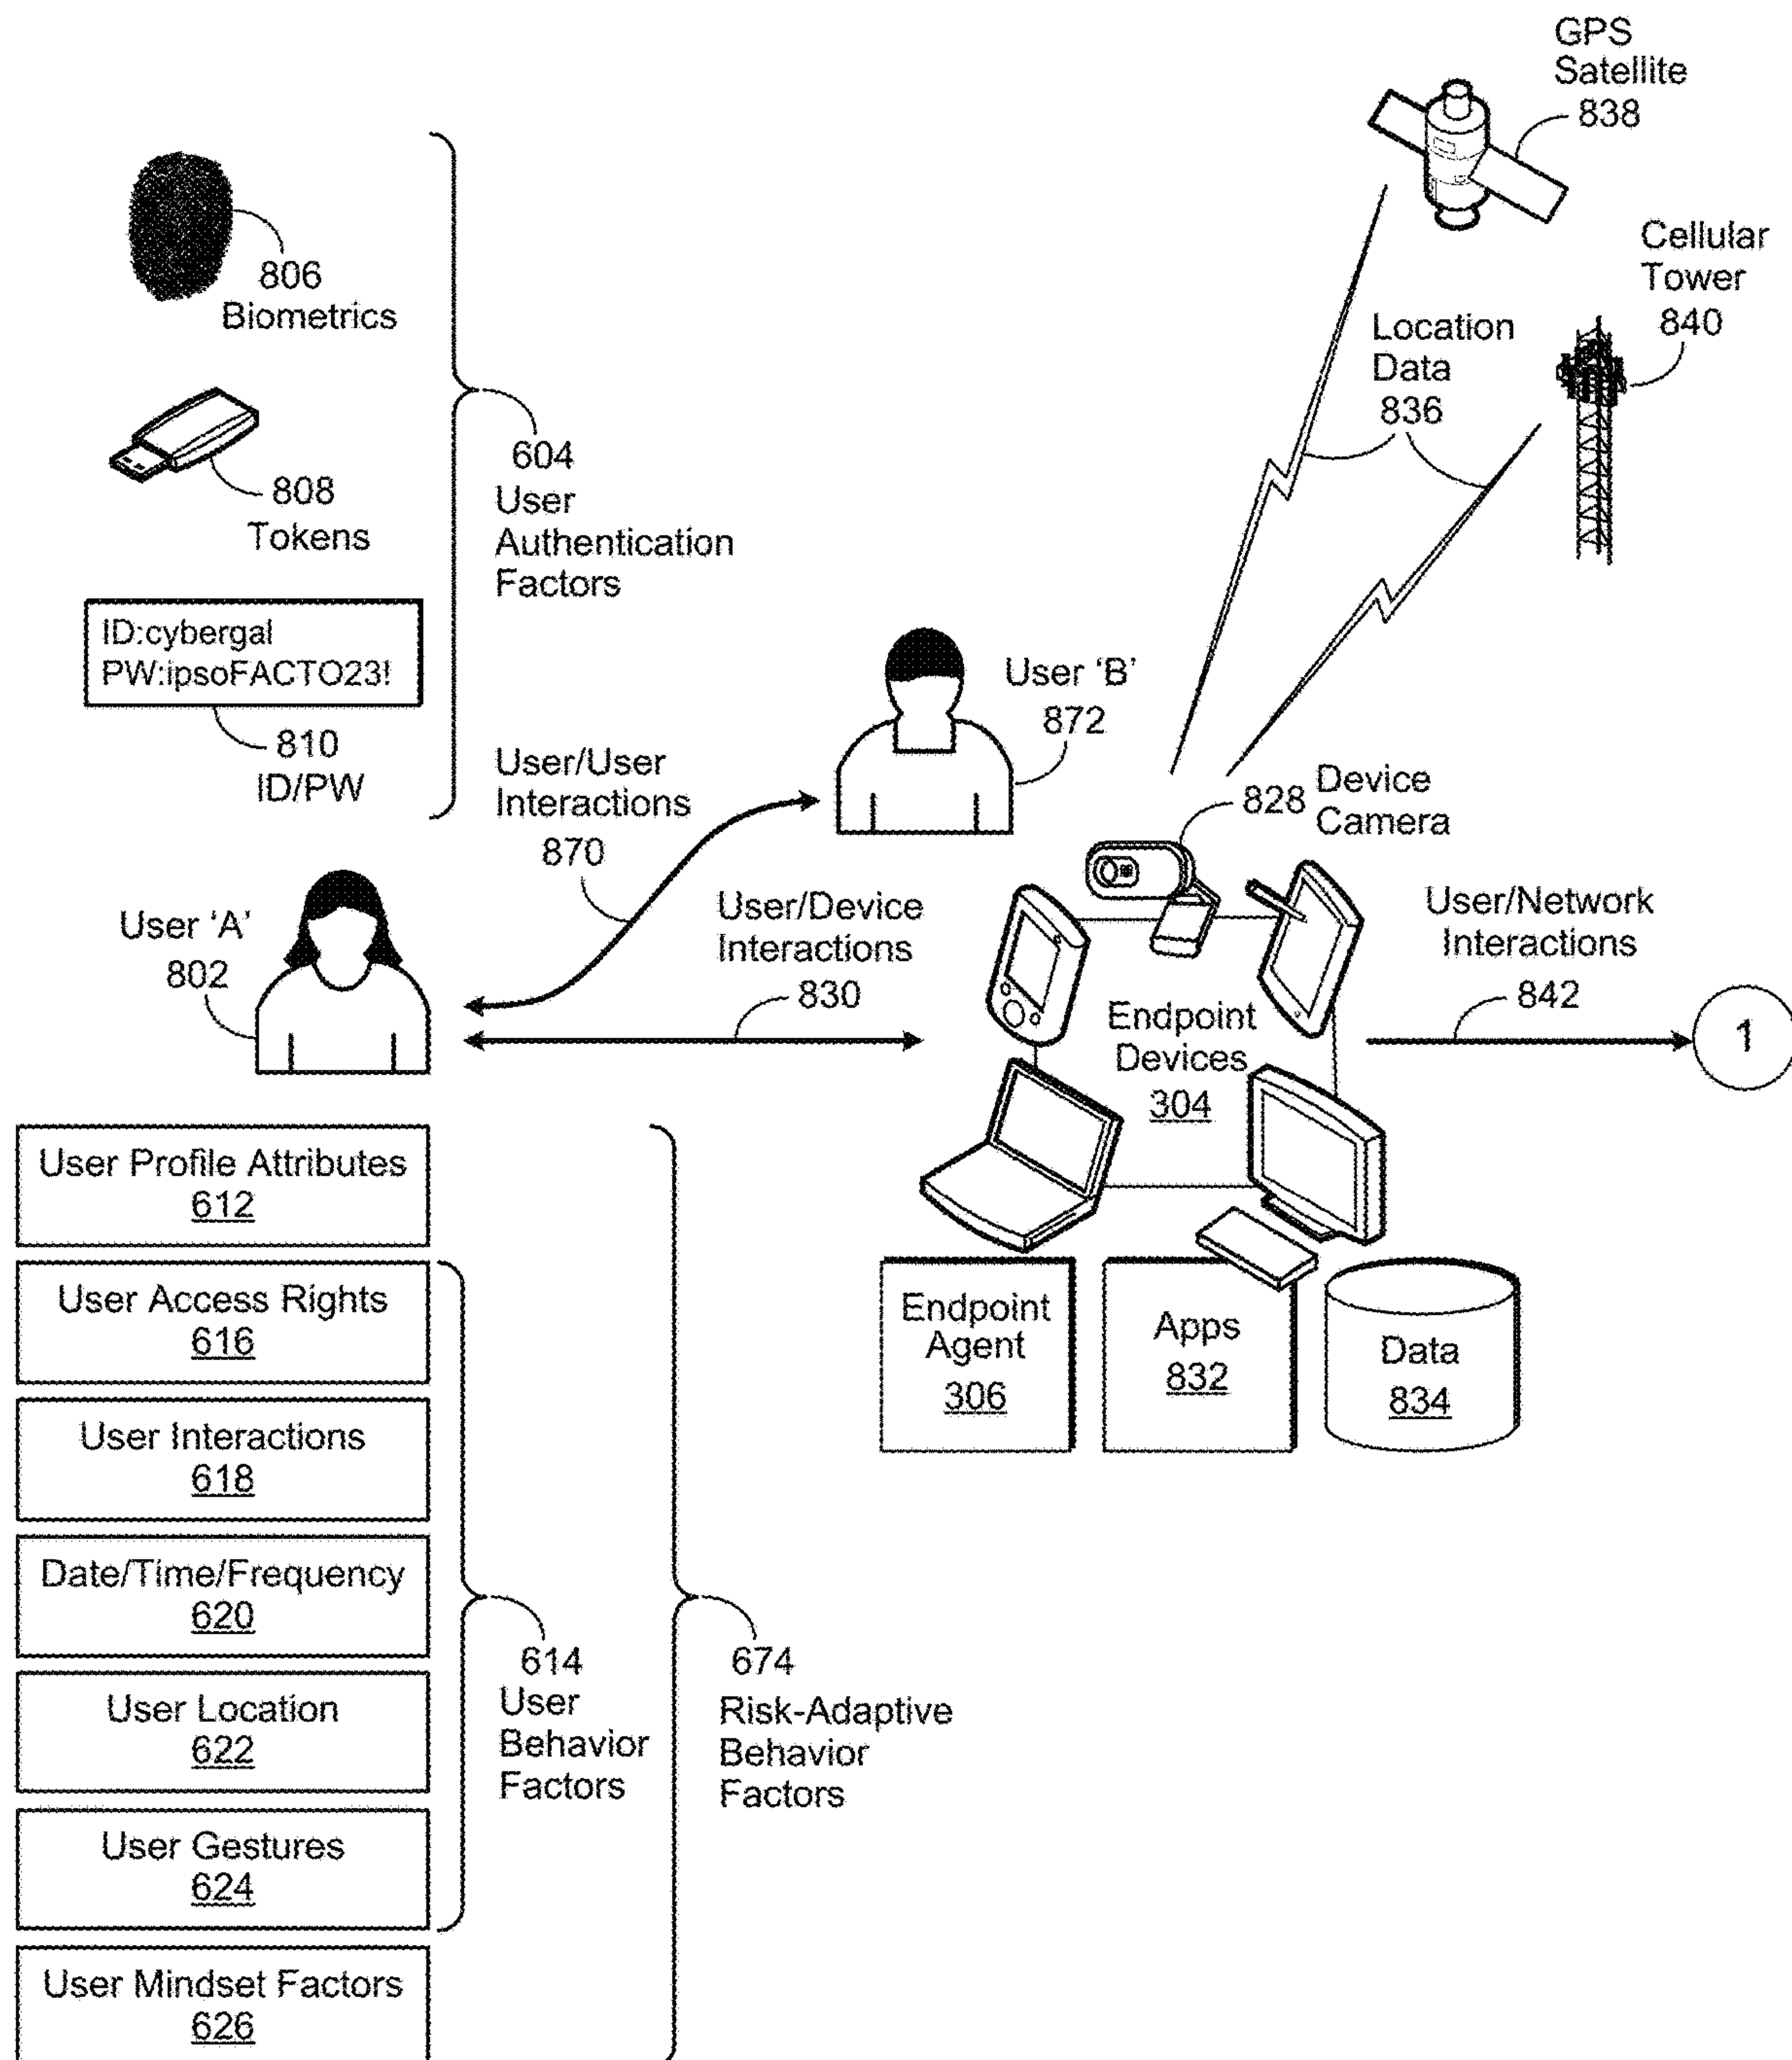 GPS
Satellite
838
Cellular
Tower
840
Location
Data
836
806
Biometrics
808
Tokens
604
User
Authentication
Factors
ID:cybergal
PW:ipsoFACTO23!
810
ID/PW
User/User
Interactions
870
User 'B'
872
828
Device
Camera
User 'A'
802
User/Device
Interactions
830
User/Network
Interactions
842
1
Endpoint
Devices
304
Endpoint
Agent
306
Apps
832
Data
834
User Profile Attributes
612
User Access Rights
616
User Interactions
618
Date/Time/Frequency
620
User Location
622
User Gestures
624
User Mindset Factors
626
614
User
Behavior
Factors
674
Risk-Adaptive
Behavior
Factors